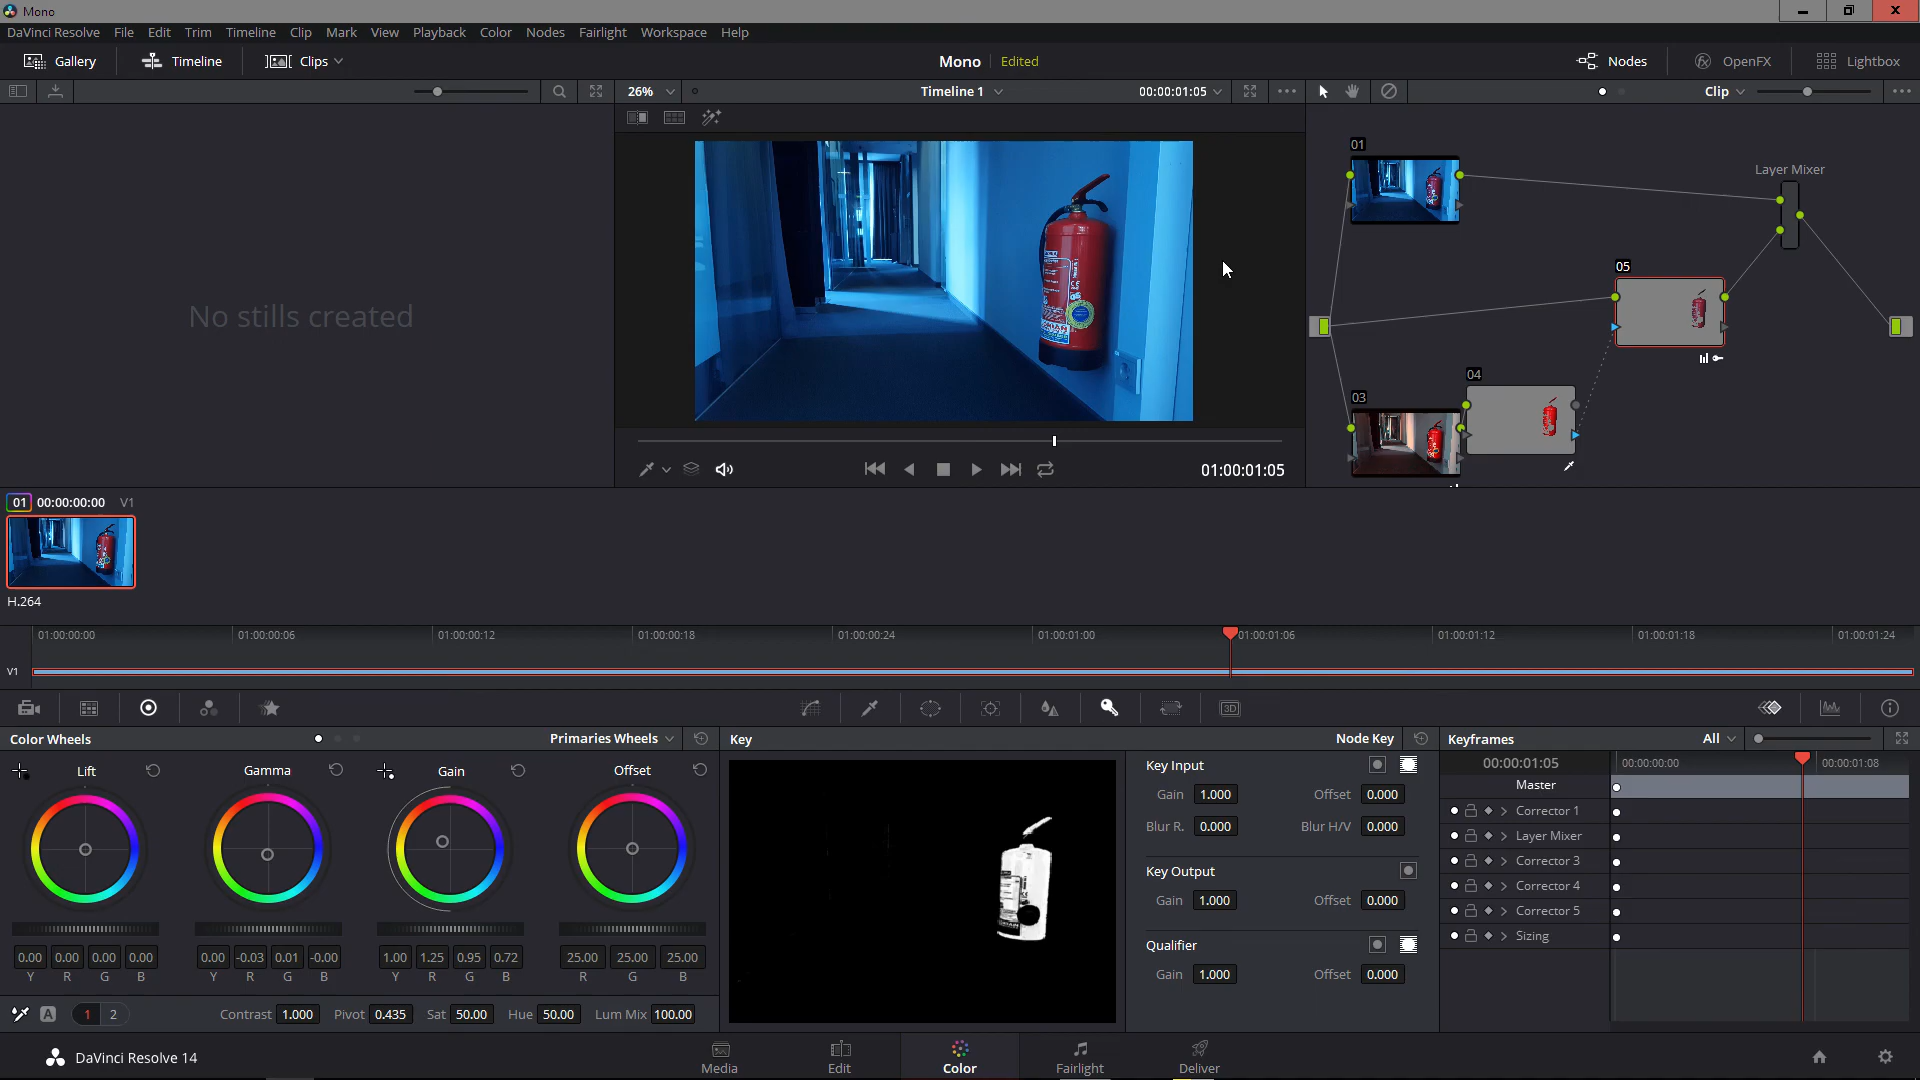 Mono
DaVinci Resolve File Edit Trim Timeline Clip Mark View Playback Color Nodes Fairlight Workspace Help
Gallery Timeline Clips Mono Edited Nodes OpenFX Lightbox
26% Timeline 1 00:00:01:05 Clip
No stills created
01
Layer Mixer
05
04
03
01:00:01:05
01 00:00:00:00 V1
H.264
01:00:00:00 01:00:00:06 01:00:00:12 01:00:00:18 01:00:00:24 01:00:01:00 01:00:01:06 01:00:01:12 01:00:01:18 01:00:01:24
V1
Color Wheels Primaries Wheels Key Node Key Keyframes All
Lift Gamma Gain Offset
0.00 0.00 0.00 0.00 0.00 -0.03 0.01 -0.00 1.00 1.25 0.95 0.72 25.00 25.00 25.00
Y R G B Y R G B Y R G B R G B
A 1 2 Contrast 1.000 Pivot 0.435 Sat 50.00 Hue 50.00 Lum Mix 100.00
Key Input
Gain 1.000 Offset 0.000
Blur R. 0.000 Blur H/V 0.000
Key Output
Gain 1.000 Offset 0.000
Qualifier
Gain 1.000 Offset 0.000
00:00:01:05 00:00:00:00 00:00:01:08
Master
Corrector 1
Layer Mixer
Corrector 3
Corrector 4
Corrector 5
Sizing
3D
DaVinci Resolve 14 Media Edit Color Fairlight Deliver